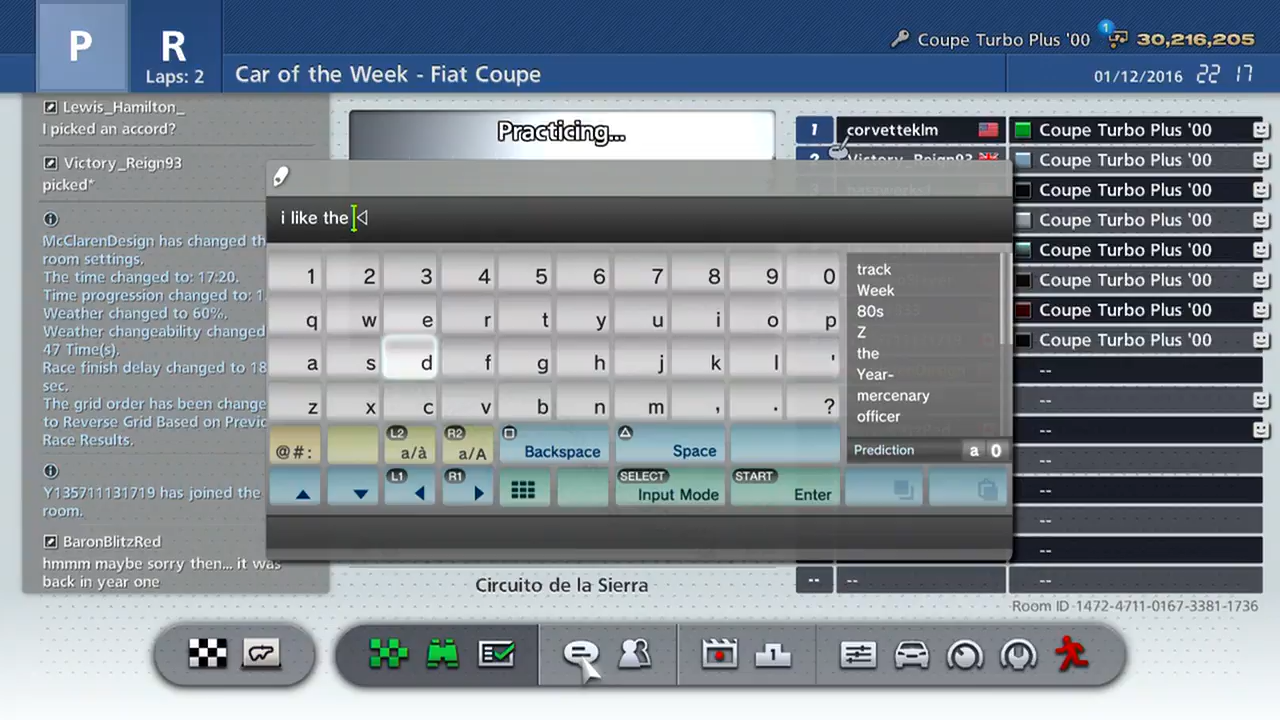 P
R
Laps: 2
Coupe Turbo Plus '00
1
30,216,205
Car of the Week - Fiat Coupe
01/12/2016 22 17
Lewis_Hamilton_
I picked an accord?
Victory_Reign93
picked*
McClarenDesign has changed th
room settings.
The time changed to: 17:20.
Time progression changed to: 1
Weather changed to 60%.
Weather changeability changed
47 Time(s).
Race finish delay changed to 18
sec.
The grid order has been change
to Reverse Grid Based on Previo
Race Results.
Y135711131719 has joined the
room.
BaronBlitzRed
hmmm maybe sorry then... it was
back in year one
Practicing...
i like the
1 2 3 4 5 6 7 8 9 0
q w e r t y u i o p
a s d f g h j k l '
z x c v b n m , . ?
@#: L2 a/à R2 a/A Backspace Space
L1 R1 SELECT Input Mode START Enter
track
Week
80s
Z
the
Year-
mercenary
officer
Prediction a 0
1 corvetteklm Coupe Turbo Plus '00
2 Victory_Reign93 Coupe Turbo Plus '00
Coupe Turbo Plus '00
Coupe Turbo Plus '00
Coupe Turbo Plus '00
Coupe Turbo Plus '00
Coupe Turbo Plus '00
Coupe Turbo Plus '00
--
--
--
--
--
--
--
-- -- --
Circuito de la Sierra
Room ID 1472-4711-0167-3381-1736
1